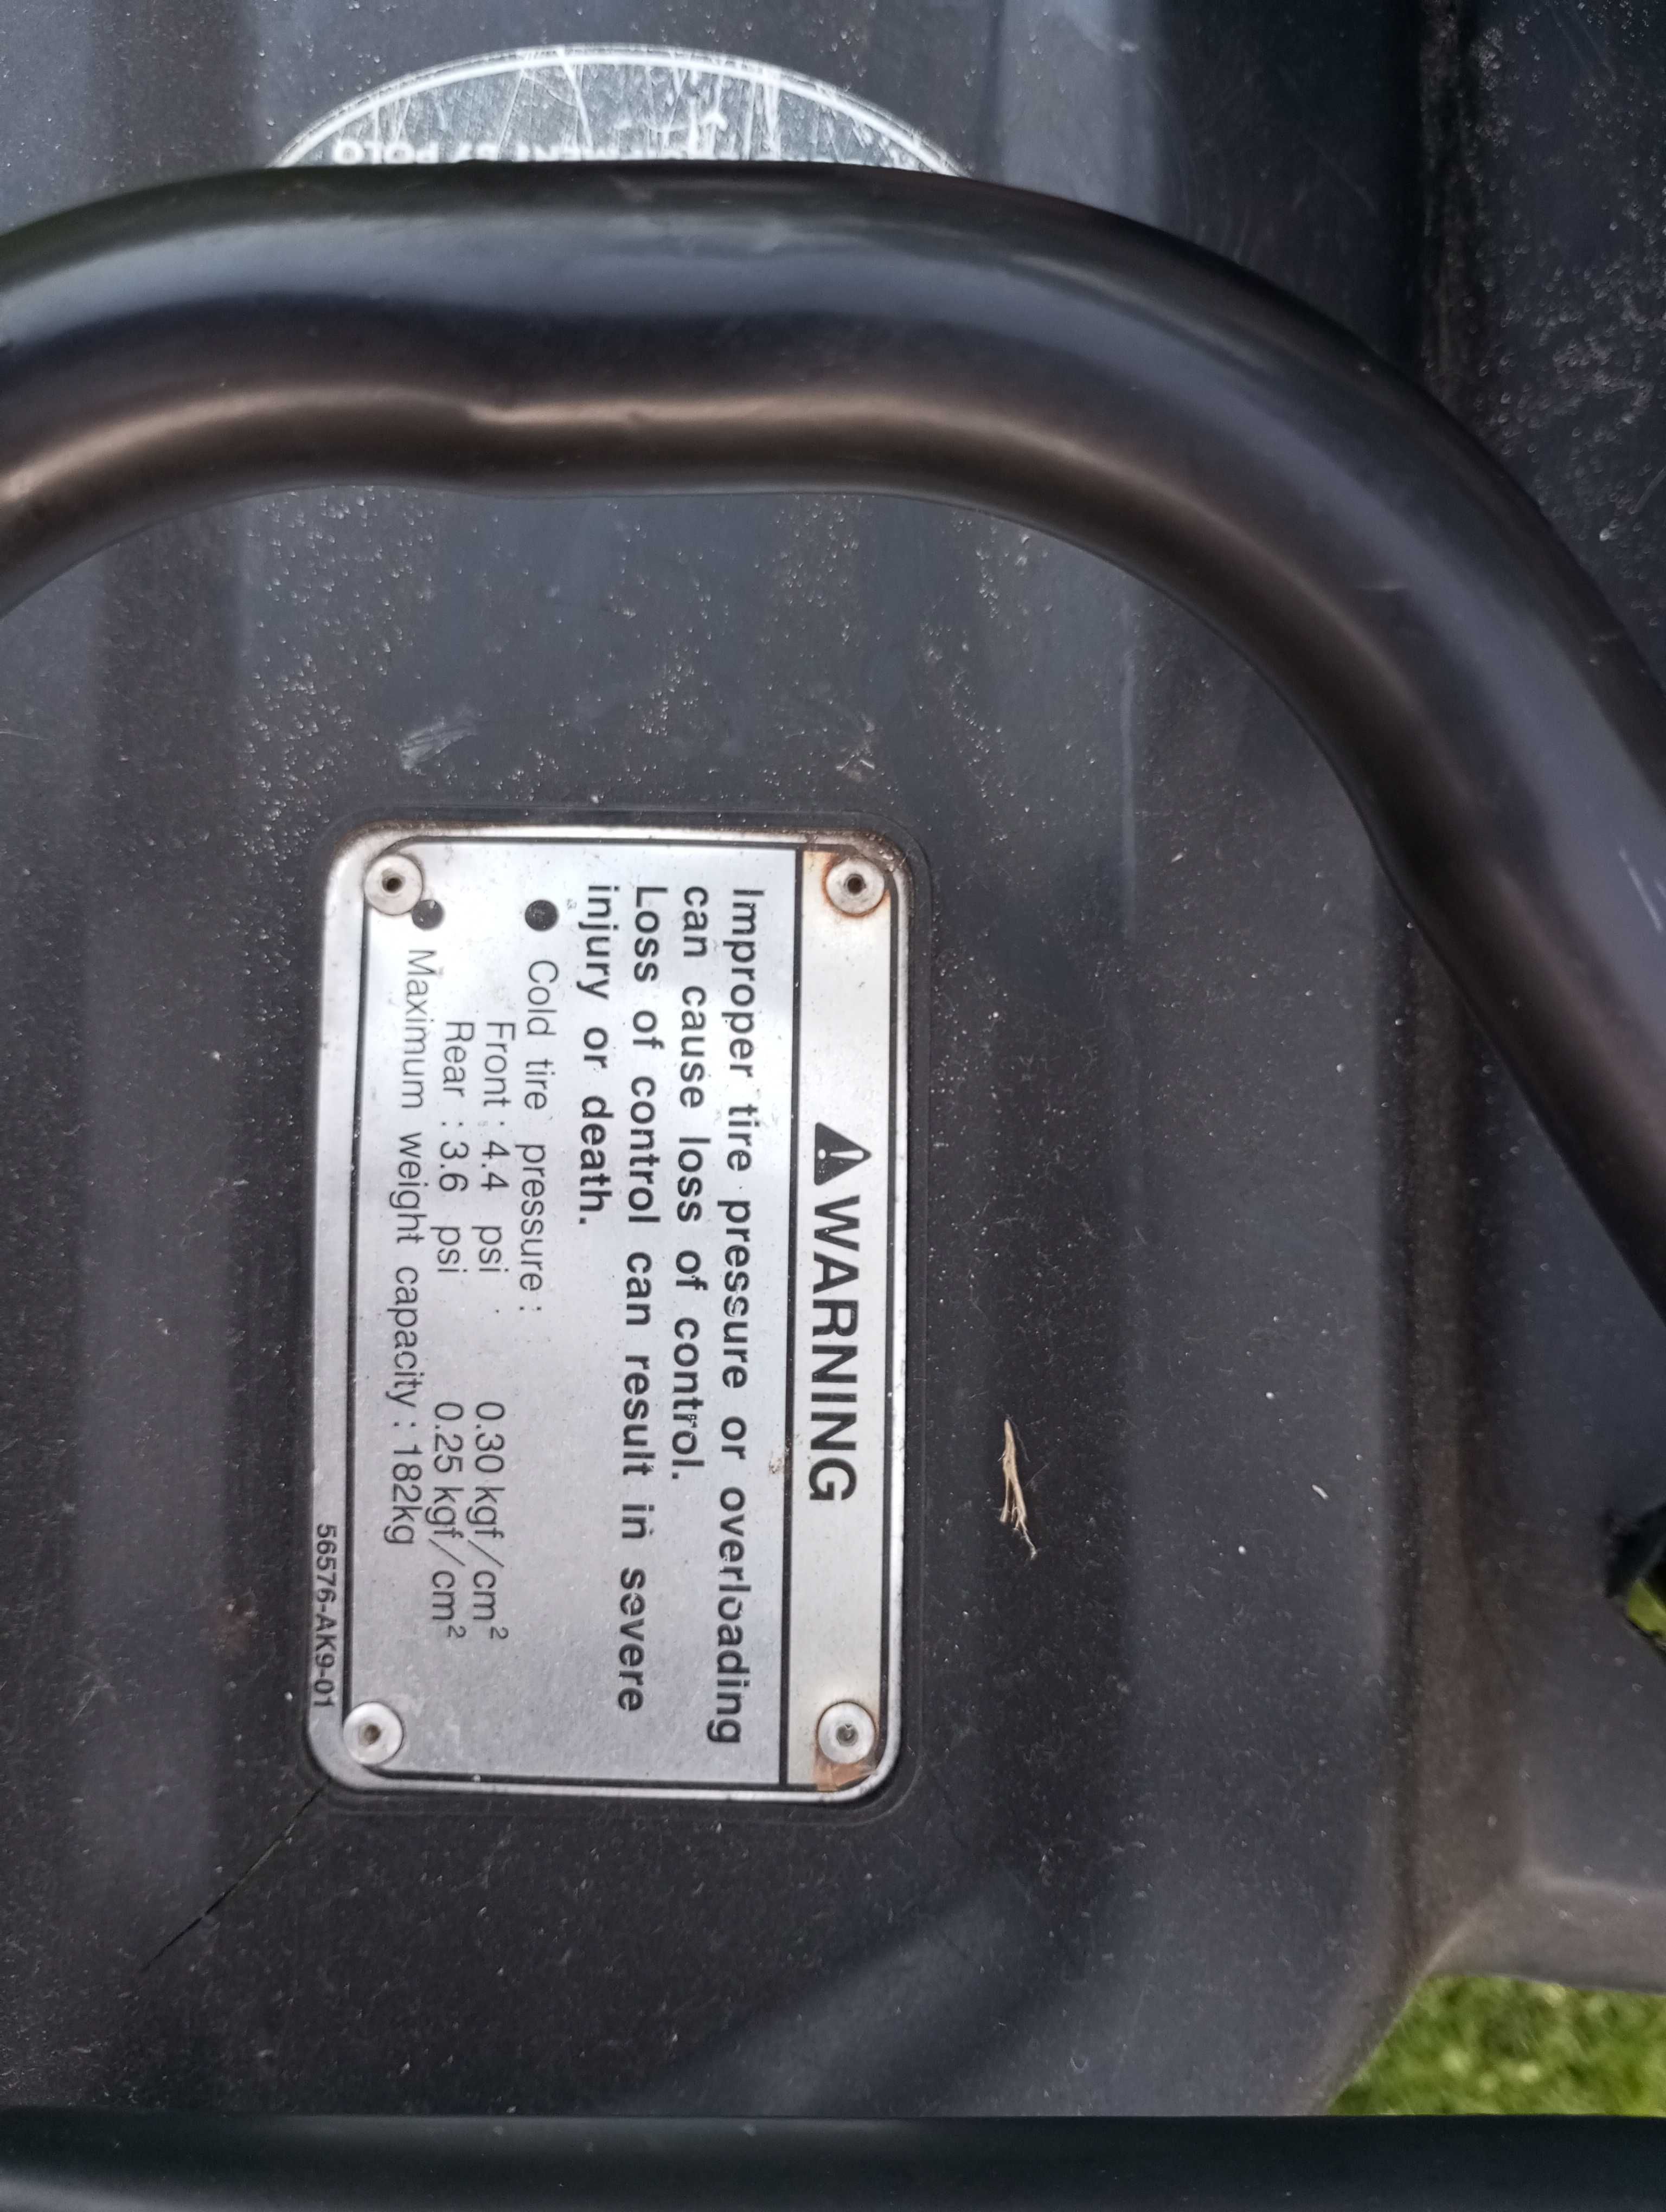 POLO
⚠WARNING
Improper tire pressure or overloading
can cause loss of control.
Loss of control can result in severe
injury or death.
● Cold tire pressure :
Front : 4.4 psi 0.30 kgf/cm²
Rear : 3.6 psi 0.25 kgf/cm²
● Maximum weight capacity : 182kg
56576-AK9-01